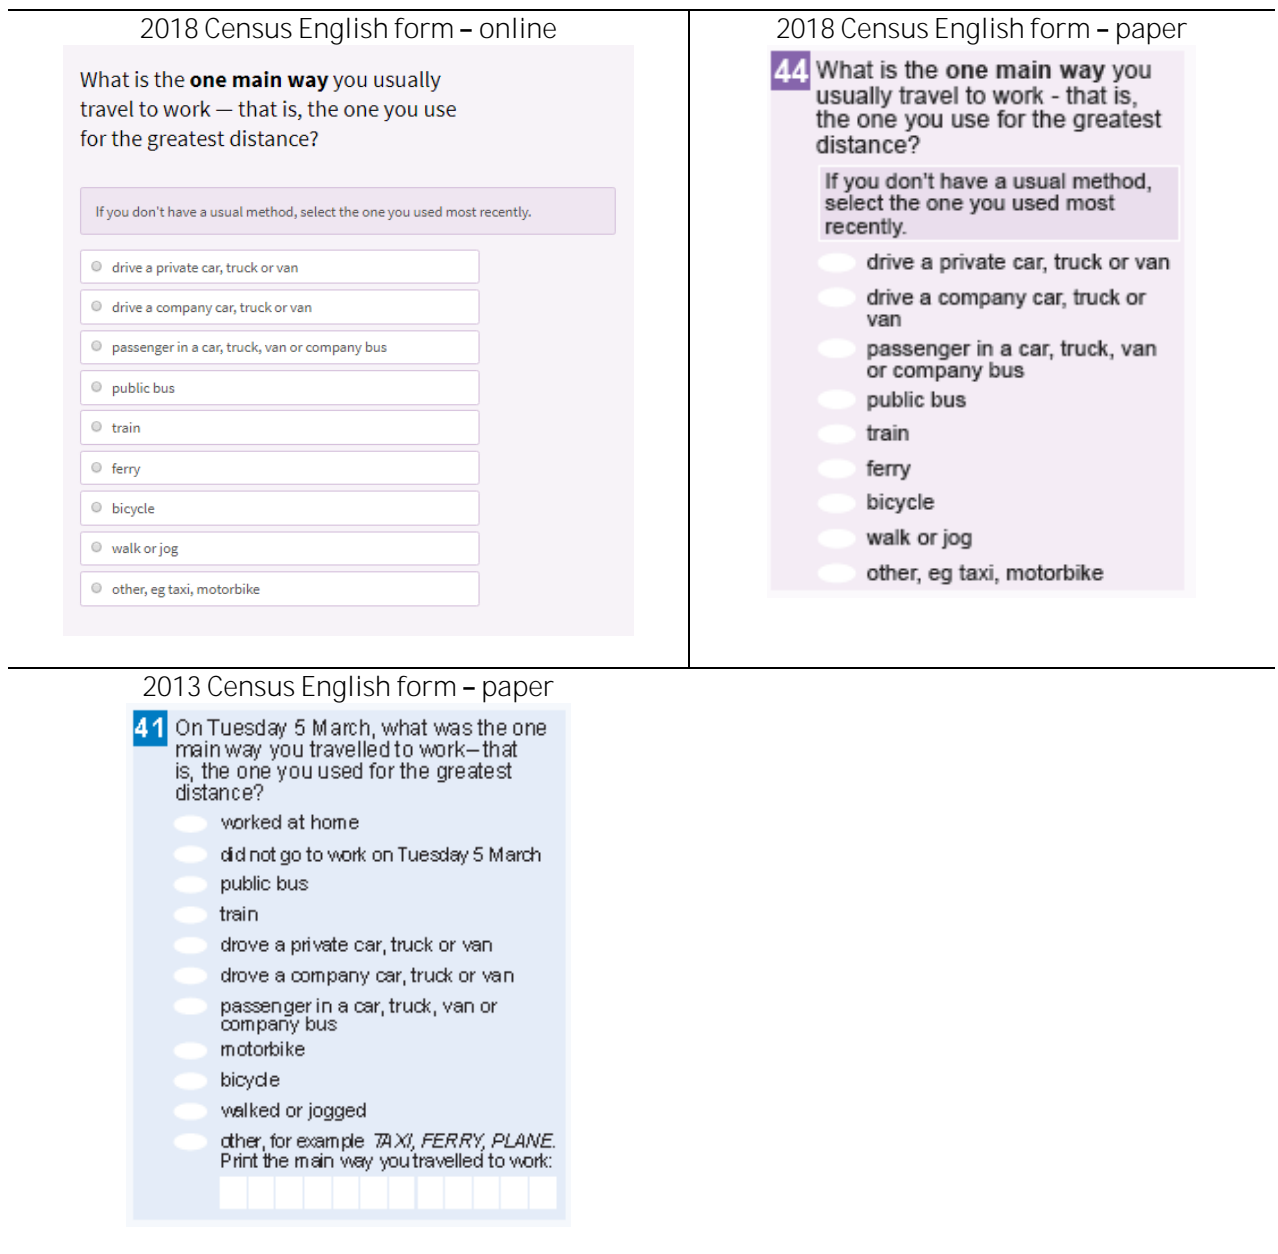 2018 Census English form – online
What is the one main way you usually
travel to work — that is, the one you use
for the greatest distance?
If you don't have a usual method, select the one you used most recently.
drive a private car, truck or van
drive a company car, truck or van
passenger in a car, truck, van or company bus
public bus
train
ferry
bicycle
walk or jog
other, eg taxi, motorbike
2018 Census English form – paper
44 What is the one main way you
usually travel to work - that is,
the one you use for the greatest
distance?
If you don't have a usual method,
select the one you used most
recently.
drive a private car, truck or van
drive a company car, truck or
van
passenger in a car, truck, van
or company bus
public bus
train
ferry
bicycle
walk or jog
other, eg taxi, motorbike
2013 Census English form – paper
41 On Tuesday 5 March, what was the one
main way you travelled to work–that
is, the one you used for the greatest
distance?
worked at home
did not go to work on Tuesday 5 March
public bus
train
drove a private car, truck or van
drove a company car, truck or van
passenger in a car, truck, van or
company bus
motorbike
bicycle
walked or jogged
other, for example TAXI, FERRY, PLANE.
Print the main way you travelled to work: